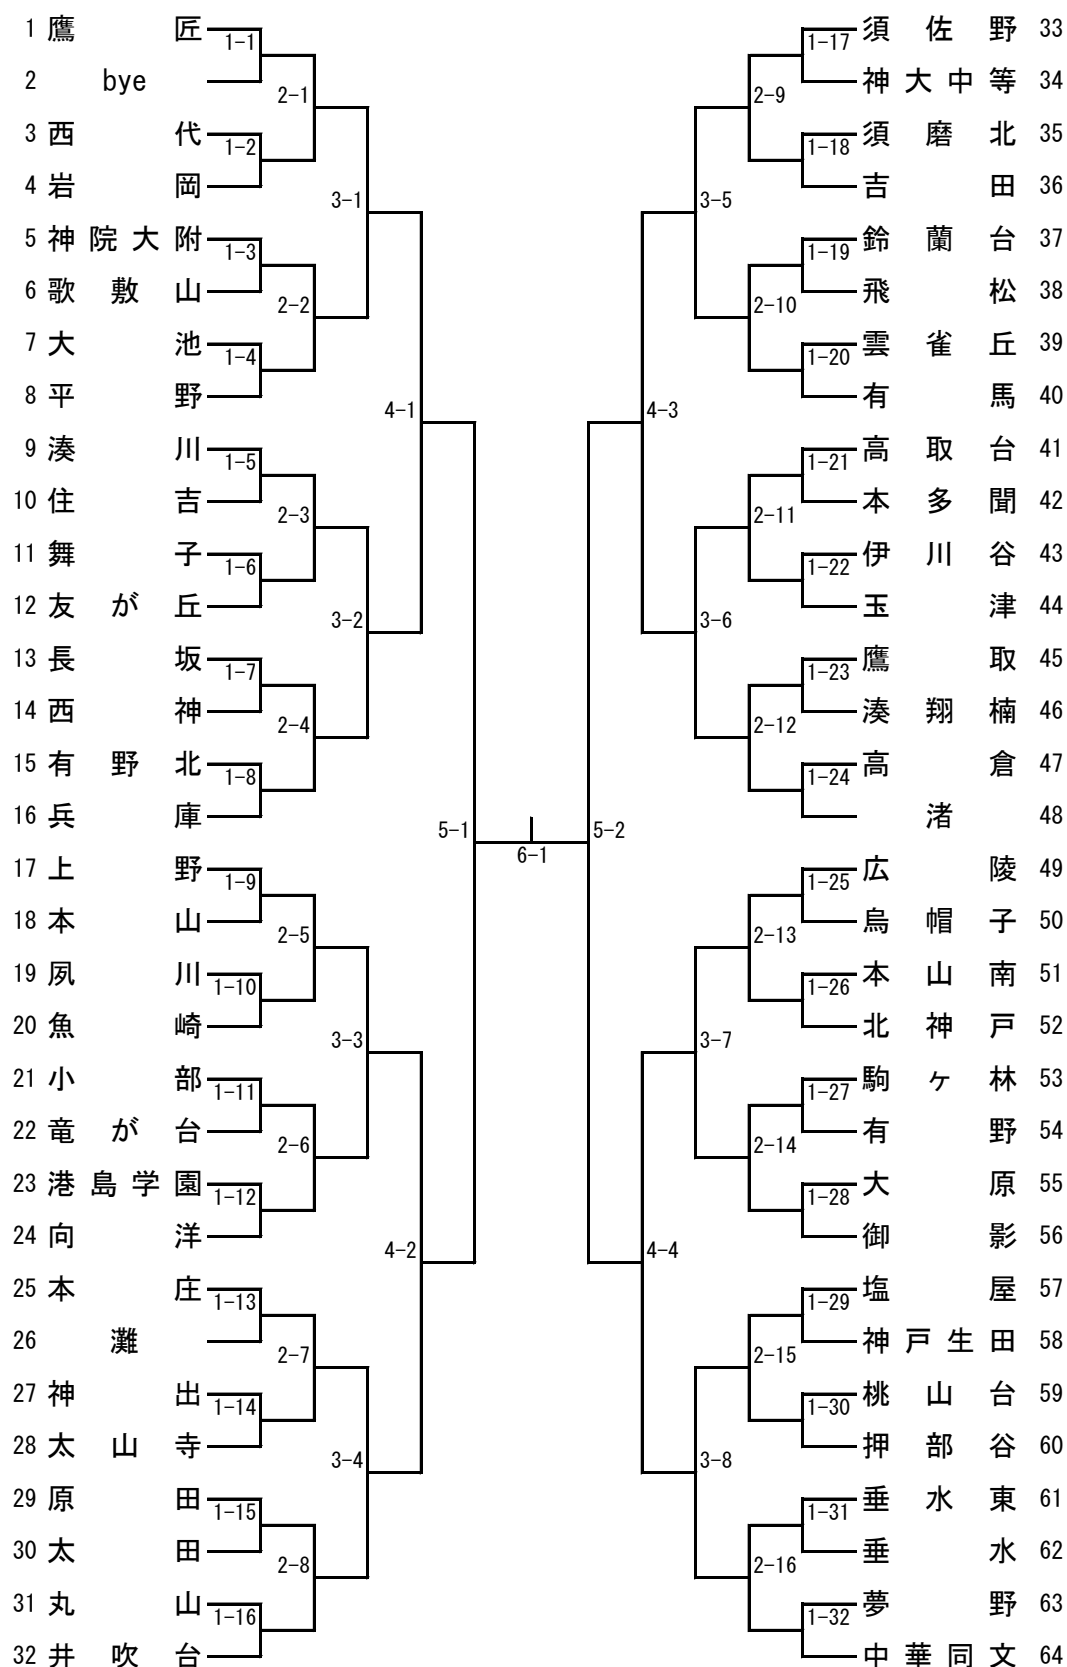 1 鷹匠 1-1
2 bye
2-1
3 西代 1-2
4 岩岡
3-1
5 神院大附 1-3
6 歌敷山
2-2
7 大池 1-4
8 平野
4-1
9 湊川 1-5
10 住吉
2-3
11 舞子 1-6
12 友が丘
3-2
13 長坂 1-7
14 西神
2-4
15 有野北 1-8
16 兵庫
5-1
17 上野 1-9
18 本山
2-5
19 夙川 1-10
20 魚崎
3-3
21 小部 1-11
22 竜が台
2-6
23 港島学園 1-12
24 向洋
4-2
25 本庄 1-13
26 灘
2-7
27 神出 1-14
28 太山寺
3-4
29 原田 1-15
30 太田
2-8
31 丸山 1-16
32 井吹台
6-1
1-17 須佐野 33
神大中等 34
2-9
1-18 須磨北 35
吉田 36
3-5
1-19 鈴蘭台 37
飛松 38
2-10
1-20 雲雀丘 39
有馬 40
4-3
1-21 高取台 41
本多聞 42
2-11
1-22 伊川谷 43
玉津 44
3-6
1-23 鷹取 45
湊翔楠 46
2-12
1-24 高倉 47
渚 48
5-2
1-25 広陵 49
烏帽子 50
2-13
1-26 本山南 51
北神戸 52
3-7
1-27 駒ヶ林 53
有野 54
2-14
1-28 大原 55
御影 56
4-4
1-29 塩屋 57
神戸生田 58
2-15
1-30 桃山台 59
押部谷 60
3-8
1-31 垂水東 61
垂水 62
2-16
1-32 夢野 63
中華同文 64